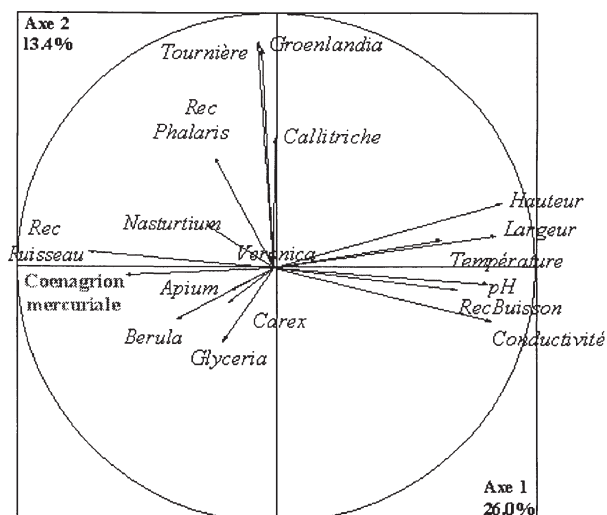 Axe 2
13.4%
Tournière
Groenlandia
Rec
Phalaris
Callitriche
Hauteur
Nasturtium
Largeur
Rec
Ruisseau
Veronica
Température
Coenagrion
mercuriale
Apium
pH
RecBuisson
Carex
Berula
Conductivité
Glyceria
Axe 1
26.0%